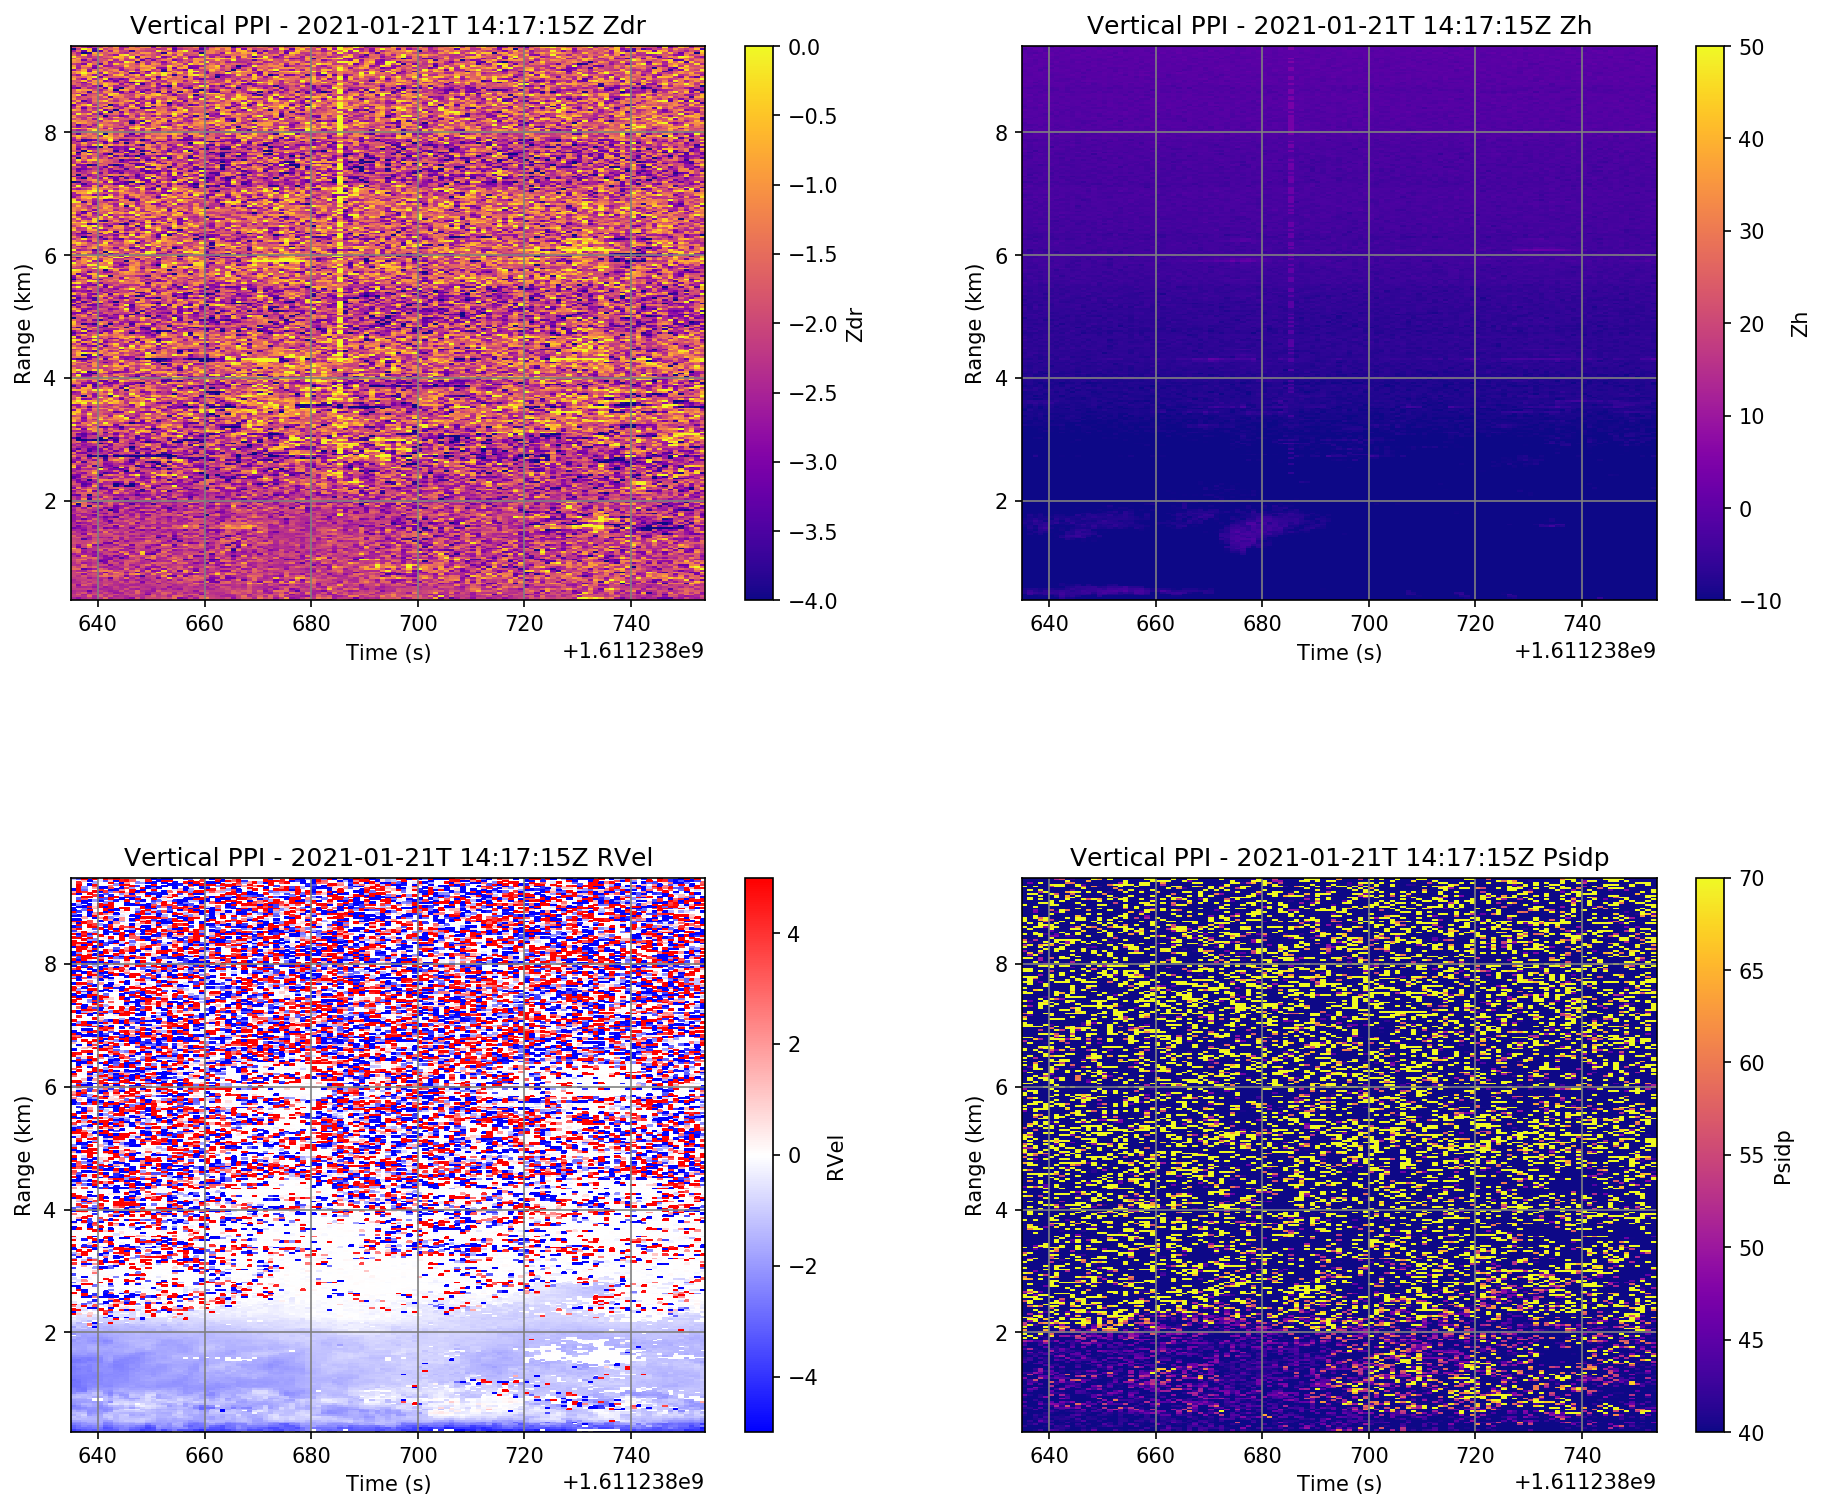 Vertical PPI - 2021-01-21T 14:17:15Z Zdr
8
6
4
2
Range (km)
640 660 680 700 720 740
Time (s)
+1.611238e9
0.0
−0.5
−1.0
−1.5
−2.0
−2.5
−3.0
−3.5
−4.0
Zdr
Vertical PPI - 2021-01-21T 14:17:15Z Zh
8
6
4
2
Range (km)
640 660 680 700 720 740
Time (s)
+1.611238e9
50
40
30
20
10
0
−10
Zh
Vertical PPI - 2021-01-21T 14:17:15Z RVel
8
6
4
2
Range (km)
640 660 680 700 720 740
Time (s)
+1.611238e9
4
2
0
−2
−4
RVel
Vertical PPI - 2021-01-21T 14:17:15Z Psidp
8
6
4
2
Range (km)
640 660 680 700 720 740
Time (s)
+1.611238e9
70
65
60
55
50
45
40
Psidp